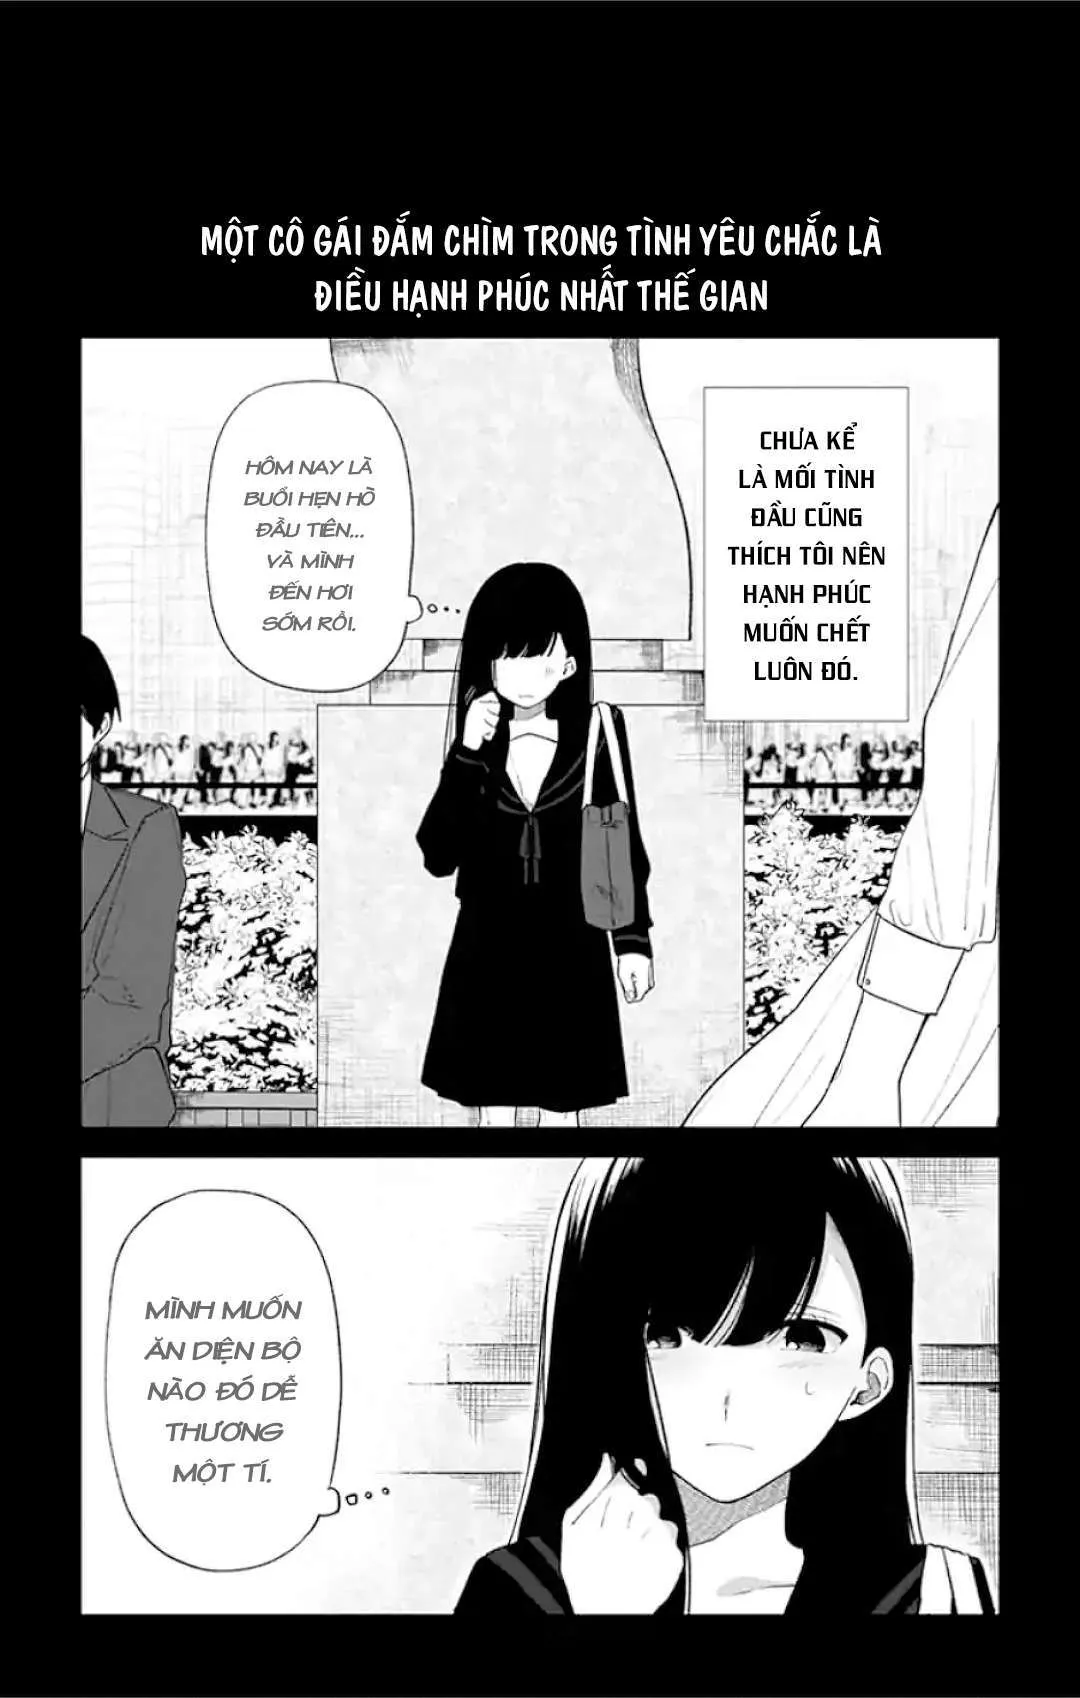 MỘT CÔ GÁI ĐẮM CHÌM TRONG TÌNH YÊU CHẮC LÀ
ĐIỀU HẠNH PHÚC NHẤT THẾ GIAN
CHƯA KỂ
LÀ MỐI TÌNH
ĐẦU CŨNG
THÍCH TÔI NÊN
HẠNH PHÚC
MUỐN CHẾT
LUÔN ĐÓ.
HÔM NAY LÀ
BUỔI HẸN HÒ
ĐẦU TIÊN...
VÀ MÌNH
ĐẾN HƠI
SỚM RỒI.
MÌNH MUỐN
ĂN DIỆN BỘ
NÀO ĐÓ DỄ
THƯƠNG
MỘT TÍ.